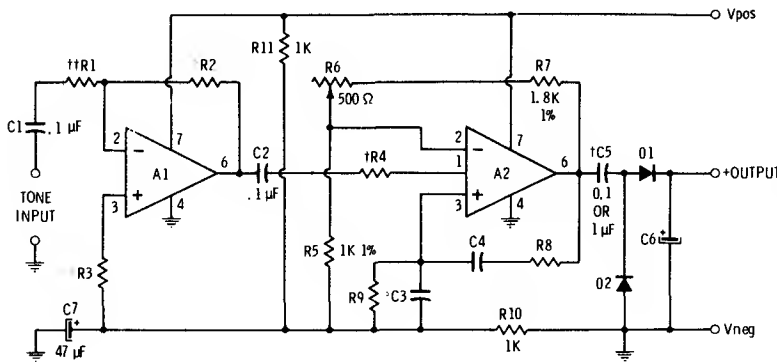 Vpos
††R1
R2
R11
1K
R6
500 Ω
R7
1.8K
1%
C1
.1 μF
2
7
A1
6
3
4
C2
.1 μF
†R4
2
7
1
A2
6
3
4
†C5
0.1
OR
1 μF
D1
+OUTPUT
TONE
INPUT
R3
R5
1K 1%
C4
R8
C6
+
D2
R9
C3
C7
+
47 μF
R10
1K
Vneg